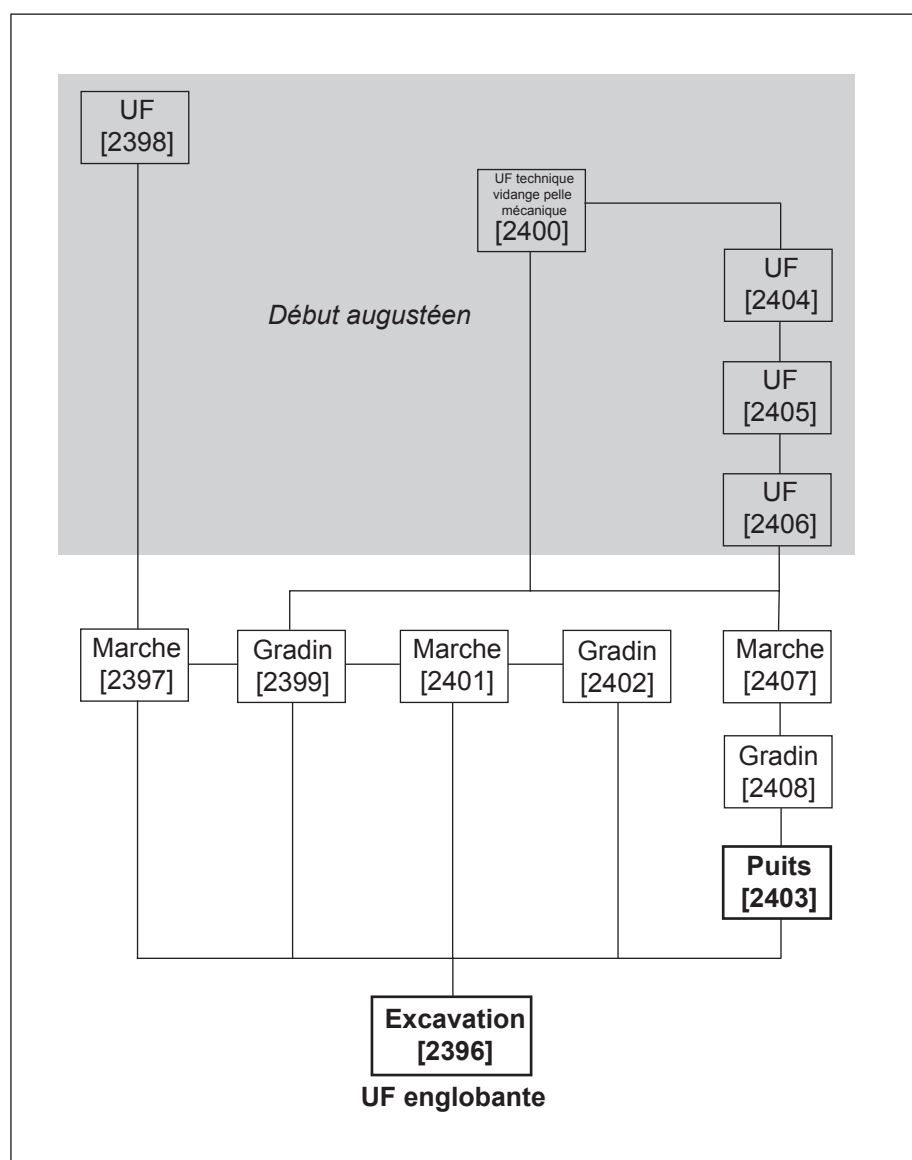 UF
[2398]
UF technique
vidange pelle
mécanique
[2400]
UF
[2404]
Début augustéen
UF
[2405]
UF
[2406]
Marche
[2397]
Gradin
[2399]
Marche
[2401]
Gradin
[2402]
Marche
[2407]
Gradin
[2408]
Puits
[2403]
Excavation
[2396]
UF englobante